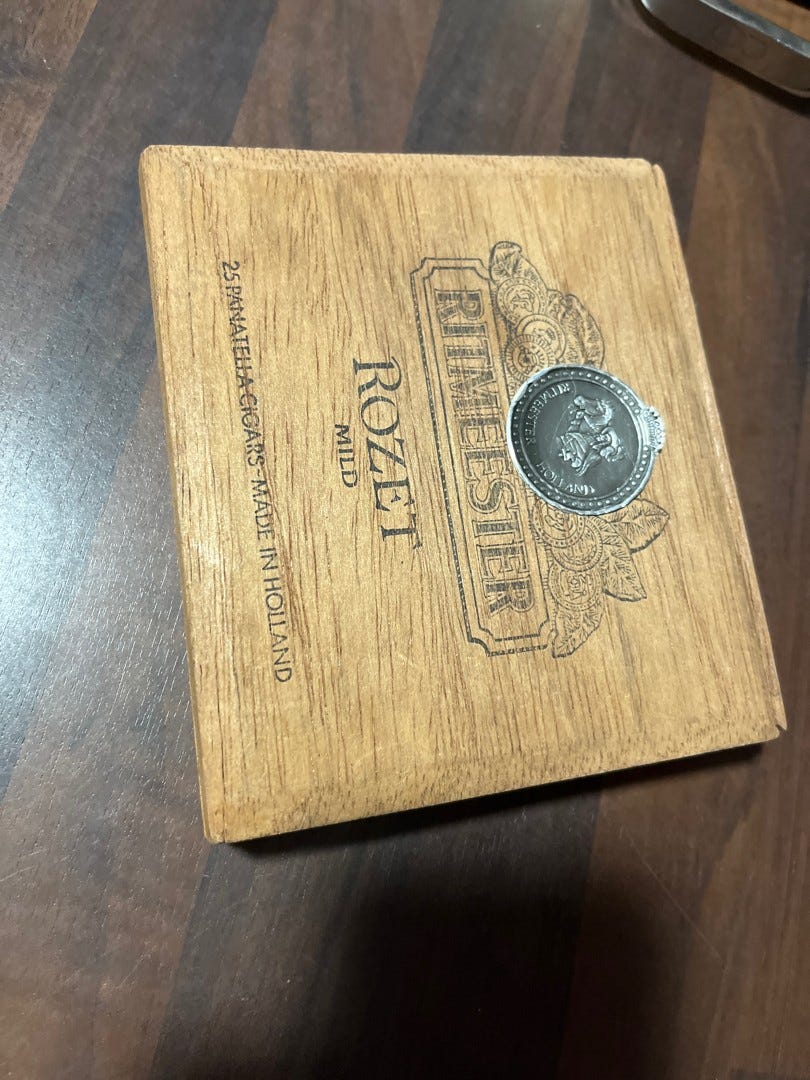 RITMEESTER
HOLLAND
RITMEESTER
ROZET
MILD
25 PANATELLA CIGARS - MADE IN HOLLAND